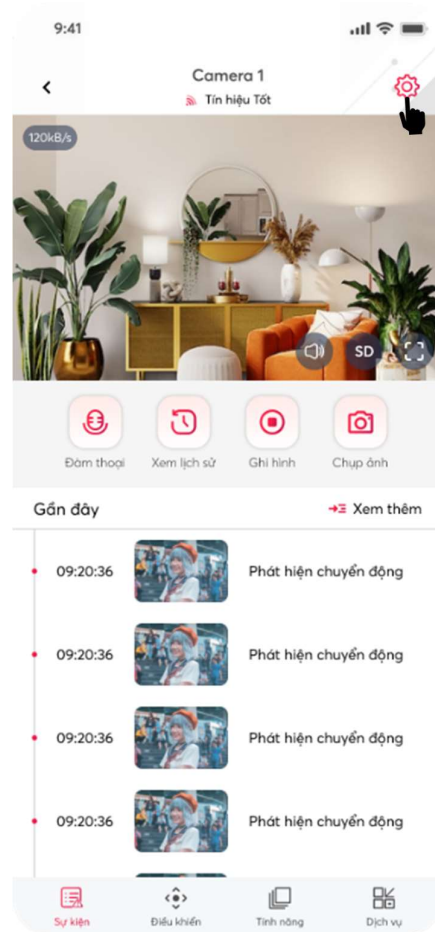 9:41
Camera 1
Tín hiệu Tốt
120kB/s
SD
Đàm thoại Xem lịch sử Ghi hình Chụp ảnh
Gần đây Xem thêm
09:20:36 Phát hiện chuyển động
09:20:36 Phát hiện chuyển động
09:20:36 Phát hiện chuyển động
09:20:36 Phát hiện chuyển động
Sự kiện Điều khiển Tính năng Dịch vụ